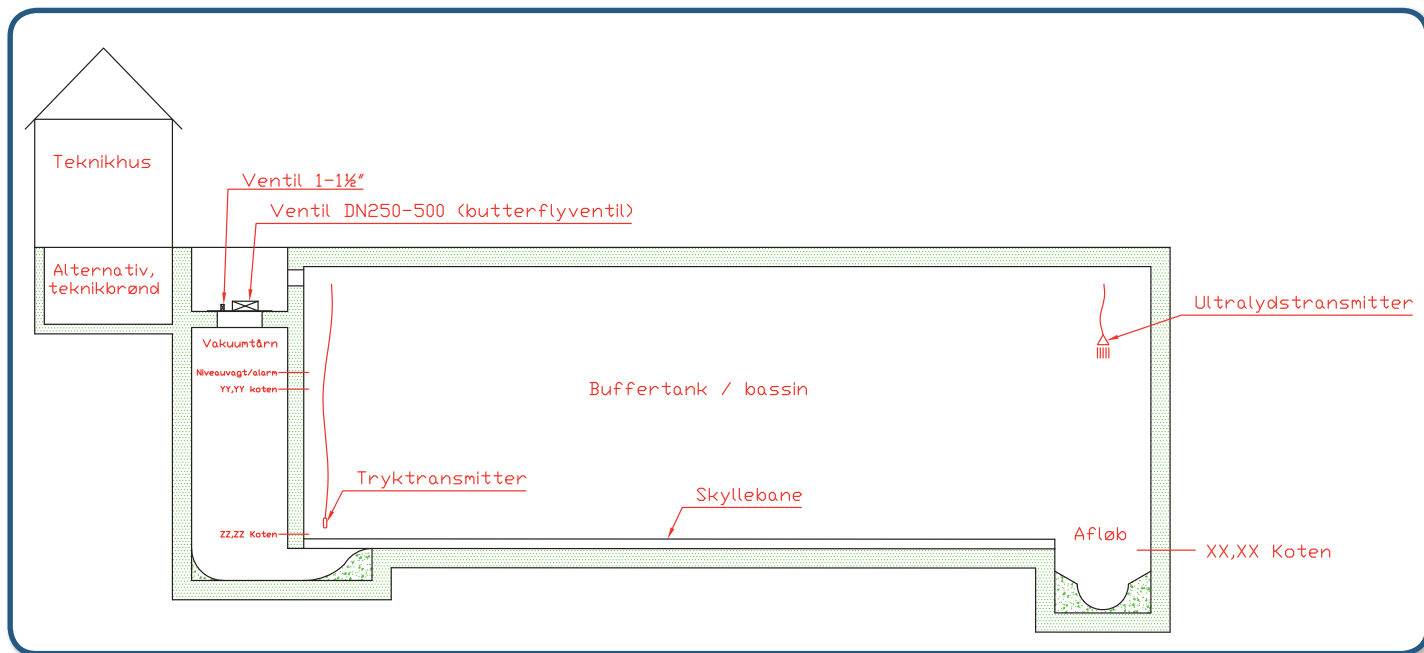 Teknikhus
Ventil 1-1½"
Ventil DN250-500 (butterflyventil)
Alternativ,
teknikbrønd
Vakuumtårn
Niveauvagt/alarm
YY,YY koten
Ultralydstransmitter
Buffertank / bassin
Tryktransmitter
Skyllebane
ZZ,ZZ Koten
Afløb
XX,XX Koten